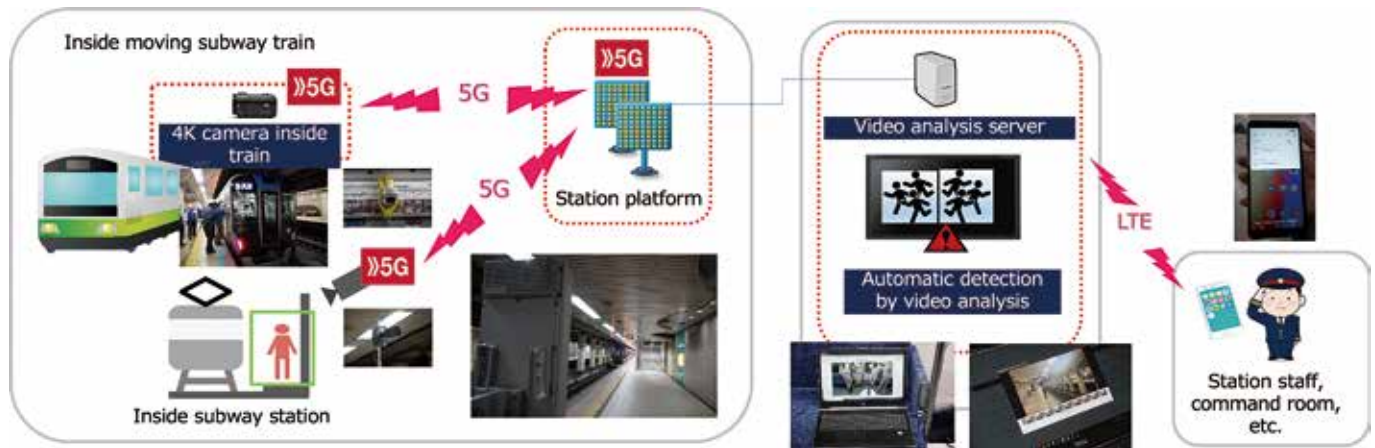 Inside moving subway train
»5G
4K camera inside
train
5G
»5G
Station platform
5G
»5G
Inside subway station
Video analysis server
Automatic detection
by video analysis
LTE
Station staff,
command room,
etc.